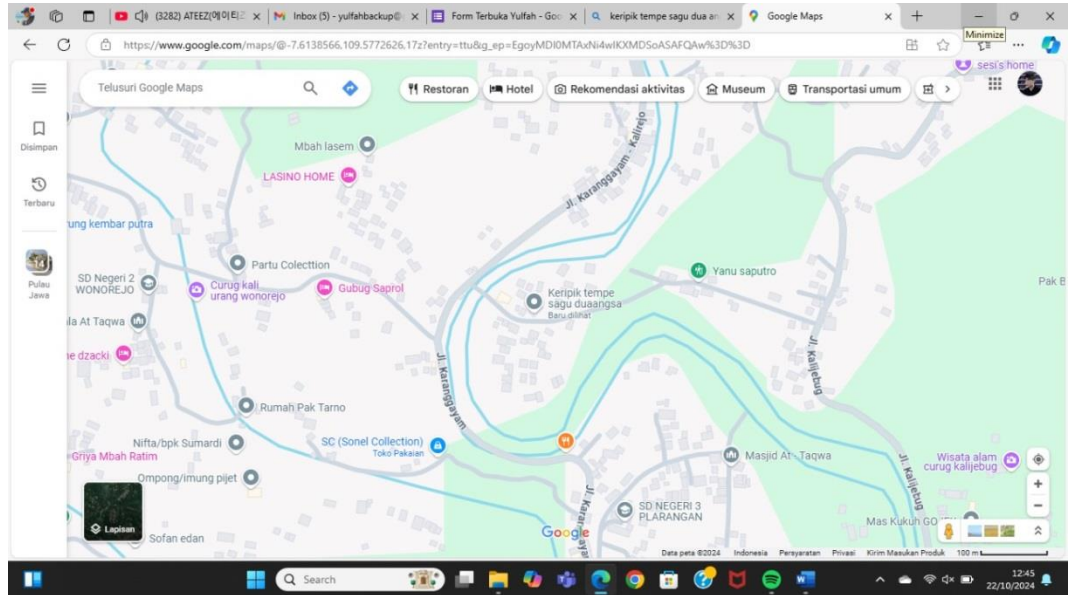 (3282) ATEEZ(에이티즈
Inbox (5) - yulfahbackup@
Form Terbuka Yulfah - Goo
keripik tempe sagu dua an
Google Maps
Minimize
https://www.google.com/maps/@-7.6138566,109.5772626,17z?entry=ttu&g_ep=EgoyMDI0MTAxNi4wIKXMDSoASAFQAw%3D%3D
Telusuri Google Maps
Restoran
Hotel
Rekomendasi aktivitas
Museum
Transportasi umum
sesi's home
Disimpan
Terbaru
14
Pulau
Jawa
Mbah lasem
LASINO HOME
Jl. Karanggayam - Kalirejo
ung kembar putra
Partu Colecttion
SD Negeri 2
WONOREJO
Curug kali
urang wonorejo
Gubug Saprol
Yanu saputro
Pak B
Keripik tempe
sagu duaangsa
Baru dilihat
la At Taqwa
ne dzacki
Jl. Karanggayam
Jl. Kalijebug
Rumah Pak Tarno
Nifta/bpk Sumardi
SC (Sonel Collection)
Toko Pakaian
Griya Mbah Ratim
Masjid At - Taqwa
Wisata alam
curug kalijebug
Jl. Kalijebug
Ompong/imung pijet
SD NEGERI 3
PLARANGAN
Mas Kukuh GO
Lapisan
Sofan edan
Google
Data peta ©2024
Indonesia
Persyaratan
Privasi
Kirim Masukan Produk
100 m
Search
12:45
22/10/2024